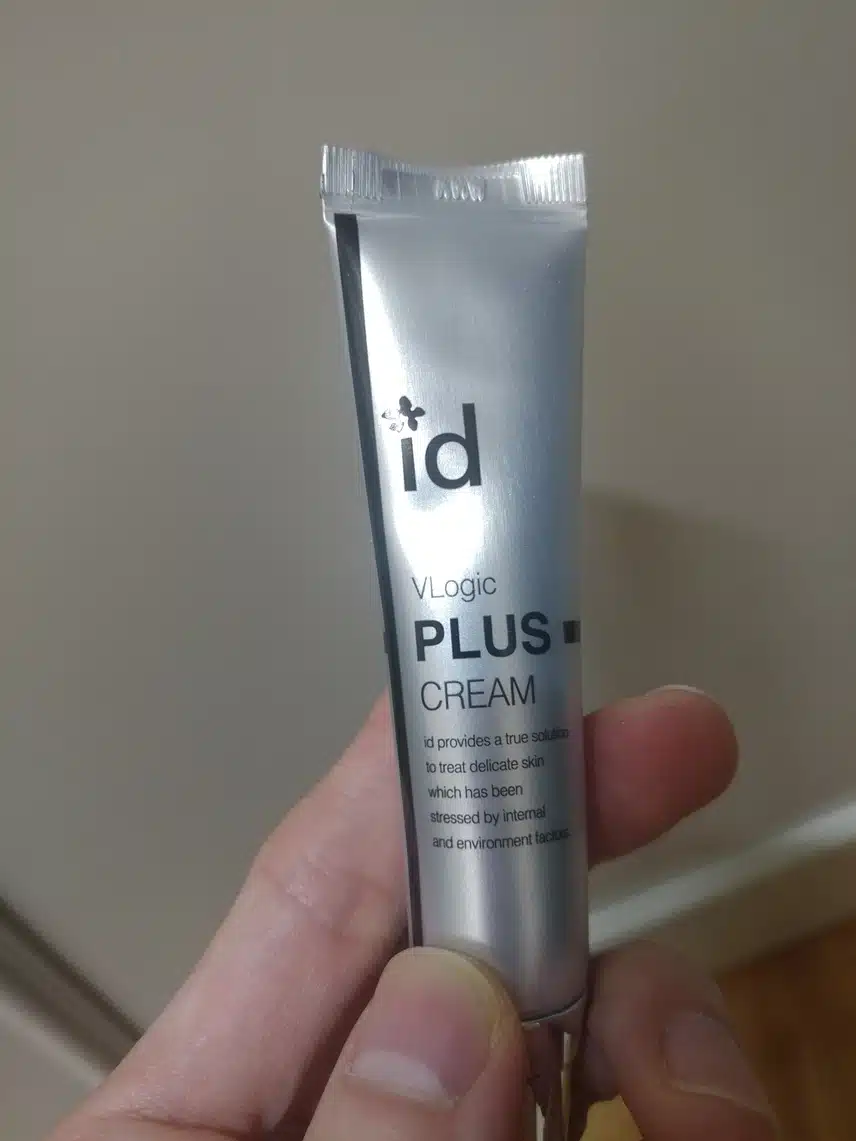 id
VLogic
PLUS
CREAM
id provides a true solution
to treat delicate skin
which has been
stressed by internal
and environment factors